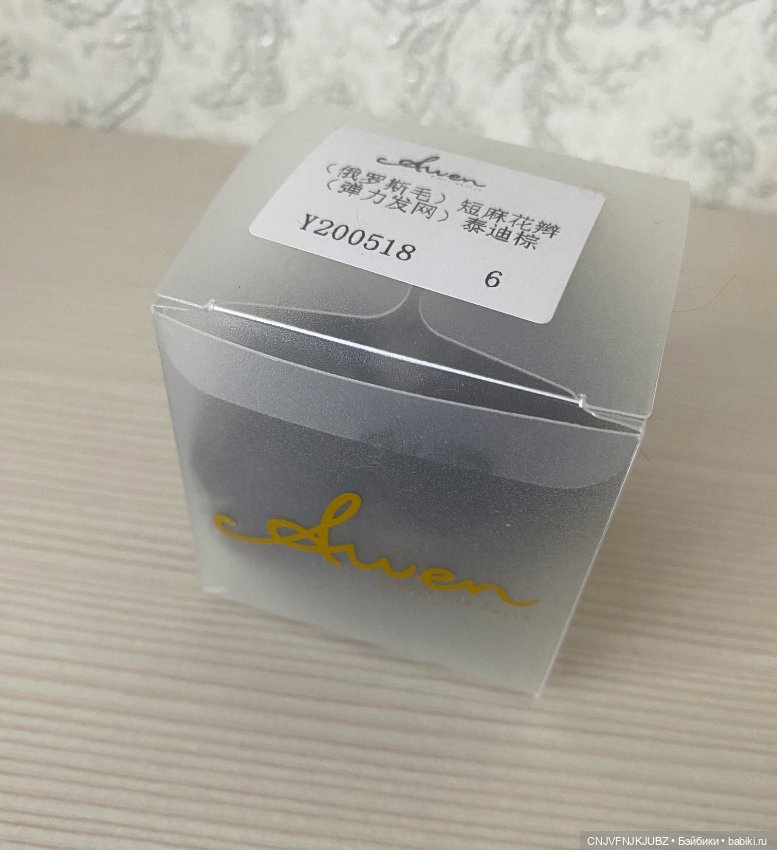 Awen
（俄罗斯毛）短麻花辫
（弹力发网）泰迪棕
Y200518 6
Awen
CNJVFNJKJUBZ • Бэйбики • babiki.ru